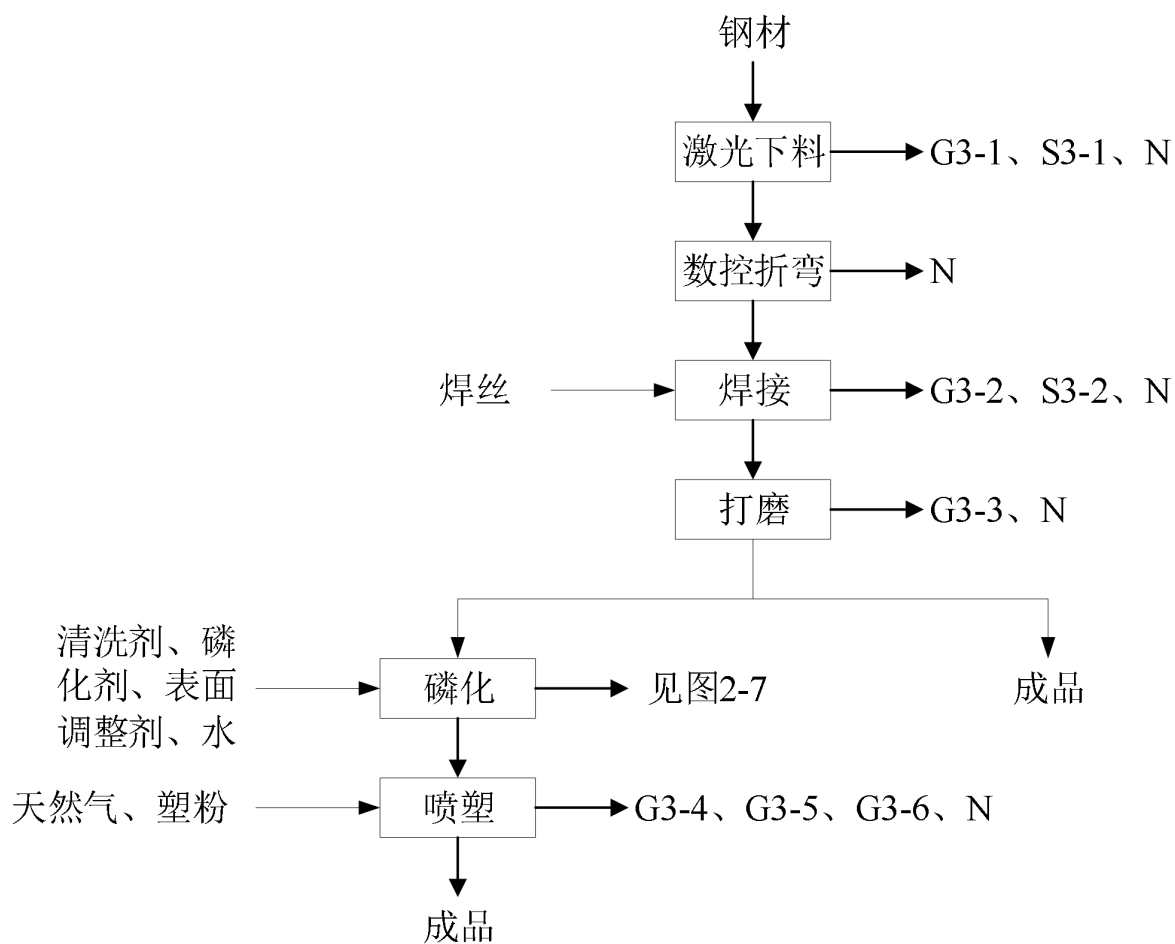 钢材
激光下料
G3-1、S3-1、N
数控折弯
N
焊丝
焊接
G3-2、S3-2、N
打磨
G3-3、N
清洗剂、磷
化剂、表面
调整剂、水
磷化
见图2-7
成品
天然气、塑粉
喷塑
G3-4、G3-5、G3-6、N
成品